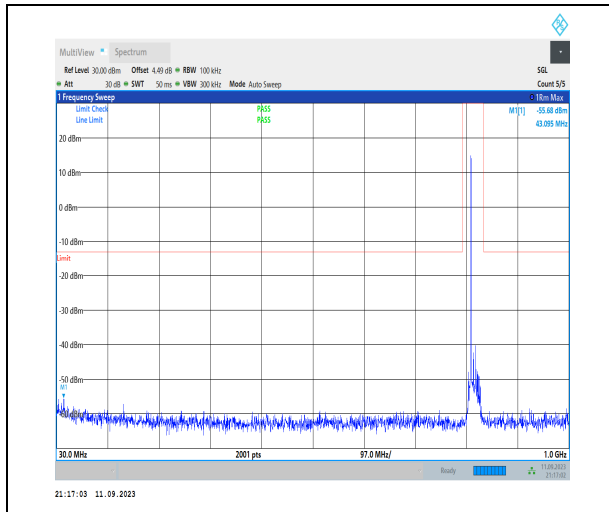 MultiView Spectrum
Ref Level 30.00 dBm Offset 4.49 dB RBW 100 kHz SGL
Att 30 dB SWT 50 ms VBW 300 kHz Mode Auto Sweep Count 5/5
1 Frequency Sweep 1Rm Max
Limit Check PASS M1[1] -55.68 dBm
Line Limit PASS 43.095 MHz
20 dBm
10 dBm
0 dBm
-10 dBm
Limit
-20 dBm
-30 dBm
-40 dBm
-50 dBm
M1
30.0 MHz 2001 pts 97.0 MHz/ 1.0 GHz
Ready 11.09.2023
21:17:02
21:17:03 11.09.2023